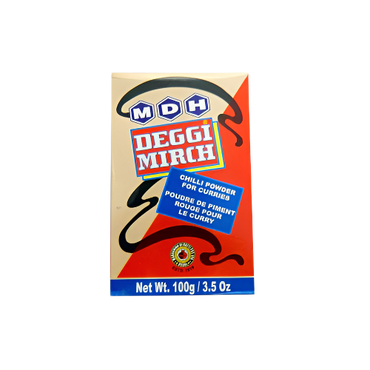 MDH
DEGGI
MIRCH
CHILLI POWDER
FOR CURRIES
POUDRE DE PIMENT
ROUGE POUR
LE CURRY
Net Wt. 100g / 3.5 Oz